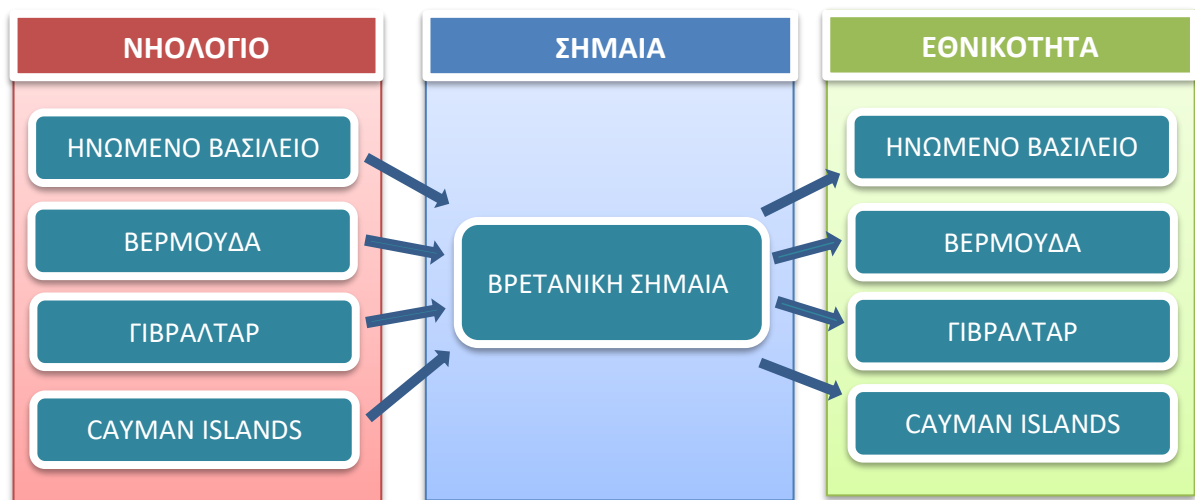 ΝΗΟΛΟΓΙΟ
ΗΝΩΜΕΝΟ ΒΑΣΙΛΕΙΟ
ΒΕΡΜΟΥΔΑ
ΓΙΒΡΑΛΤΑΡ
CAYMAN ISLANDS
ΣΗΜΑΙΑ
ΒΡΕΤΑΝΙΚΗ ΣΗΜΑΙΑ
ΕΘΝΙΚΟΤΗΤΑ
ΗΝΩΜΕΝΟ ΒΑΣΙΛΕΙΟ
ΒΕΡΜΟΥΔΑ
ΓΙΒΡΑΛΤΑΡ
CAYMAN ISLANDS